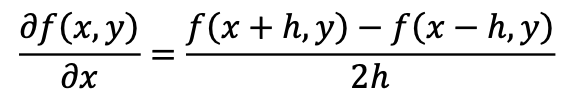 ∂f(x, y)/∂x = (f(x + h, y) − f(x − h, y))/2h